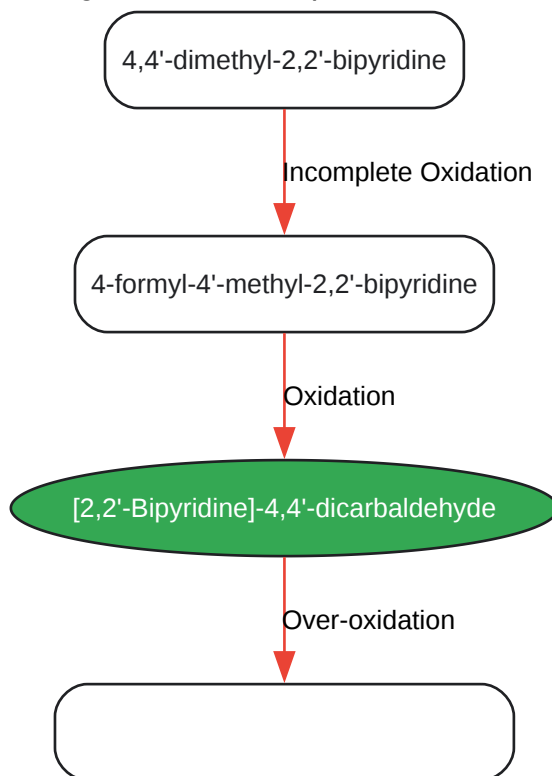 4,4'-dimethyl-2,2'-bipyridine
Incomplete Oxidation
4-formyl-4'-methyl-2,2'-bipyridine
Oxidation
[2,2'-Bipyridine]-4,4'-dicarbaldehyde
Over-oxidation